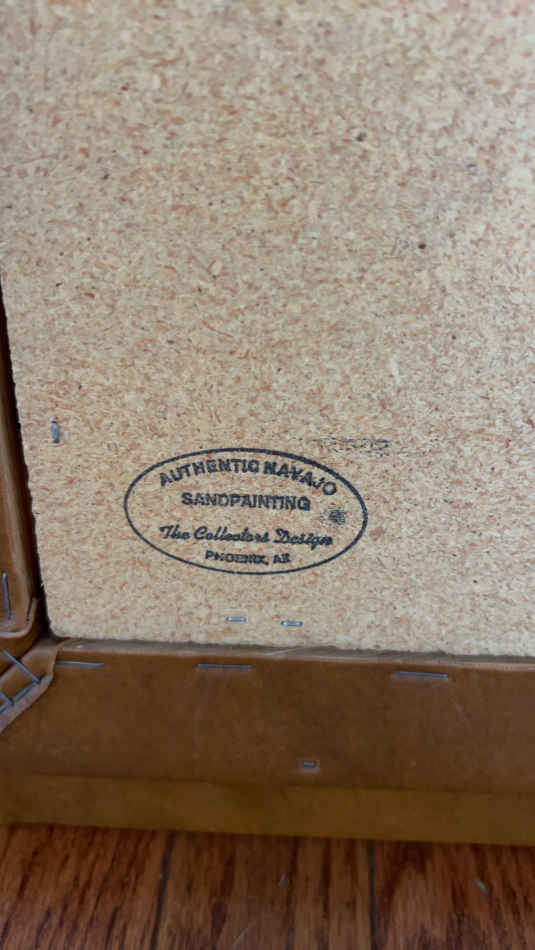 AUTHENTIC NAVAJO
SANDPAINTING
The Collectors Design
PHOENIX, AZ